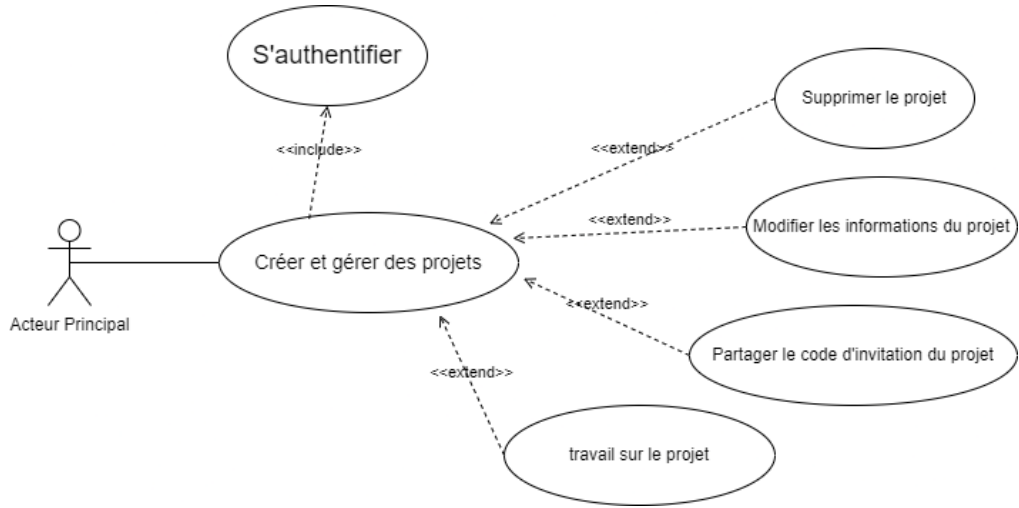 S'authentifier
Supprimer le projet
<<include>>
<<extend>>
<<extend>>
Modifier les informations du projet
Créer et gérer des projets
<<extend>>
Acteur Principal
Partager le code d'invitation du projet
<<extend>>
travail sur le projet